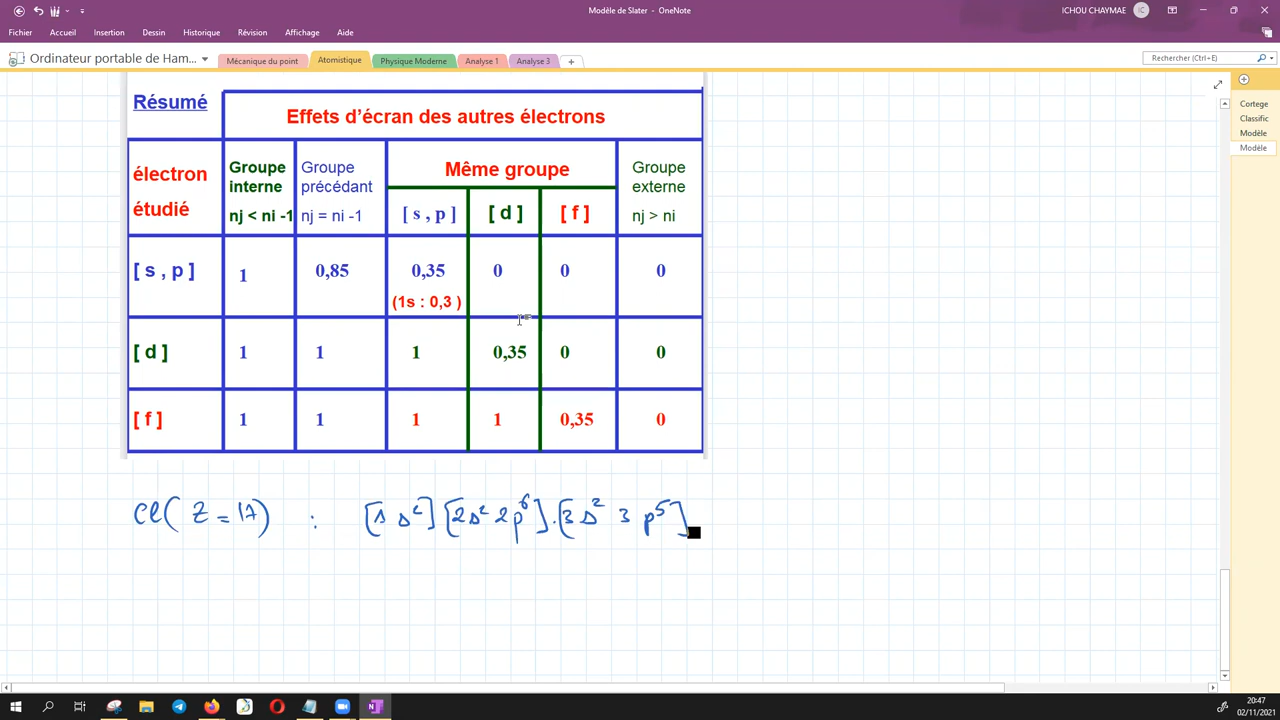 Modèle de Slater - OneNote
ICHOU CHAYMAE IC
Fichier Accueil Insertion Dessin Historique Révision Affichage Aide
Ordinateur portable de Ham...
Mécanique du point Atomistique Physique Moderne Analyse 1 Analyse 3 +
Rechercher (Ctrl+E)
Cortege
Classific
Modèle
Modèle
Résumé
Effets d'écran des autres électrons
électron étudié
Groupe interne
nj < ni -1
Groupe précédant
nj = ni -1
Même groupe
[ s , p ] [ d ] [ f ]
Groupe externe
nj > ni
[ s , p ] 1 0,85 0,35 0 0 0
(1s : 0,3 )
[ d ] 1 1 1 0,35 0 0
[ f ] 1 1 1 1 0,35 0
Cl( Z = 17) : [1s²] [2s² 2p⁶].[3s² 3p⁵]
20:47
02/11/2021